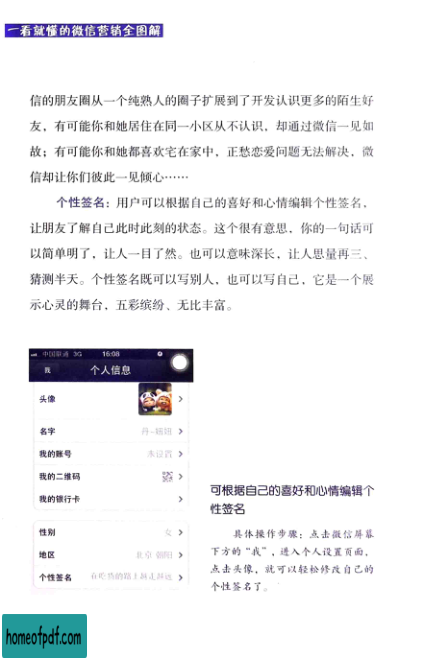 一看就懂的微信营销全图解
信的朋友圈从一个纯熟人的圈子扩展到了开发认识更多的陌生好
友，有可能你和她居住在同一小区从不认识，却通过微信一见如
故；有可能你和她都喜欢宅在家中，正愁恋爱问题无法解决，微
信却让你们彼此一见倾心……
个性签名：用户可以根据自己的喜好和心情编辑个性签名，
让朋友了解自己此时此刻的状态。这个很有意思，你的一句话可
以简单明了，让人一目了然。也可以意味深长，让人思量再三、
猜测半天。个性签名既可以写别人，也可以写自己，它是一个展
示心灵的舞台，五彩缤纷、无比丰富。
中国联通 3G 16:08
我 个人信息
头像
名字
我的账号 未设置
我的二维码
我的银行卡
性别 女
地区 北京 朝阳
个性签名 在吃货的路上越走越远
可根据自己的喜好和心情编辑个
性签名
具体操作步骤：点击微信屏幕
下方的“我”，进入个人设置页面，
点击头像，就可以轻松修改自己的
个性签名了。
homeofpdf.com